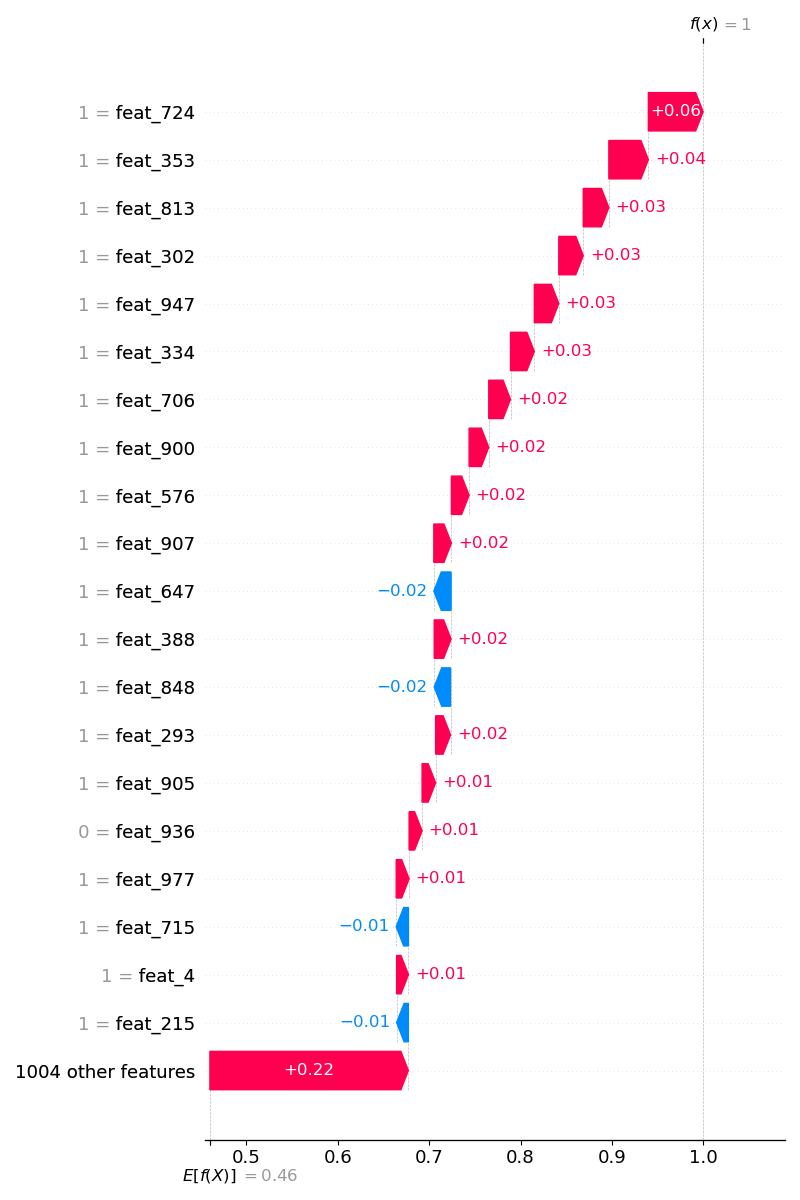 f(x) = 1
1 = feat_724 +0.06
1 = feat_353 +0.04
1 = feat_813 +0.03
1 = feat_302 +0.03
1 = feat_947 +0.03
1 = feat_334 +0.03
1 = feat_706 +0.02
1 = feat_900 +0.02
1 = feat_576 +0.02
1 = feat_907 +0.02
1 = feat_647 −0.02
1 = feat_388 +0.02
1 = feat_848 −0.02
1 = feat_293 +0.02
1 = feat_905 +0.01
0 = feat_936 +0.01
1 = feat_977 +0.01
1 = feat_715 −0.01
1 = feat_4 +0.01
1 = feat_215 −0.01
1004 other features +0.22
0.5 0.6 0.7 0.8 0.9 1.0
E[f(X)] = 0.46